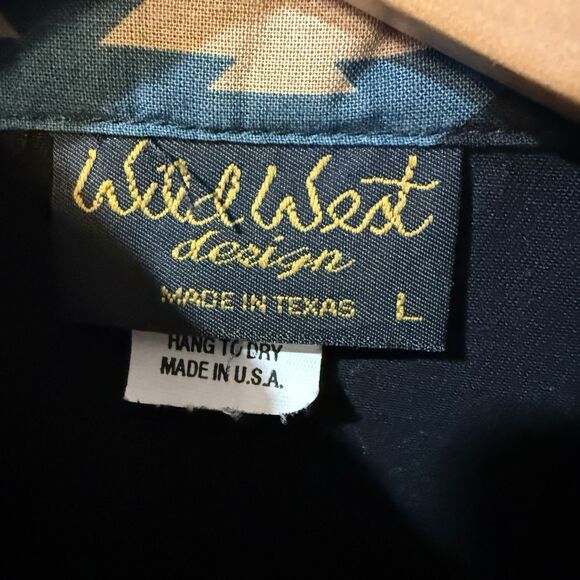 Wild West
design
MADE IN TEXAS L
HANG TO DRY
MADE IN U.S.A.